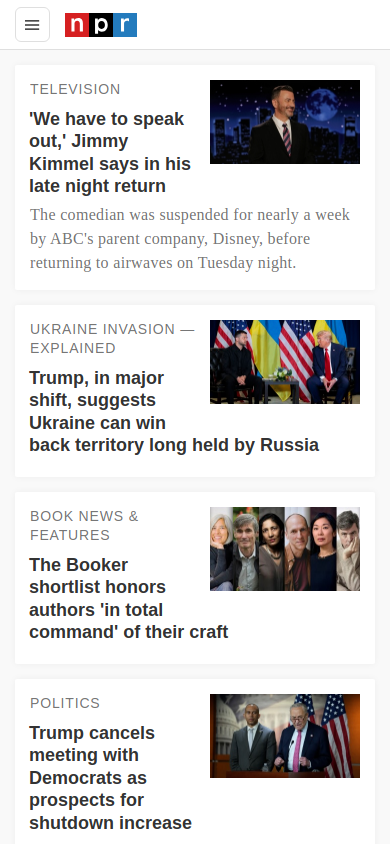 npr
TELEVISION
'We have to speak
out,' Jimmy
Kimmel says in his
late night return
The comedian was suspended for nearly a week
by ABC's parent company, Disney, before
returning to airwaves on Tuesday night.
UKRAINE INVASION —
EXPLAINED
Trump, in major
shift, suggests
Ukraine can win
back territory long held by Russia
BOOK NEWS &
FEATURES
The Booker
shortlist honors
authors 'in total
command' of their craft
POLITICS
Trump cancels
meeting with
Democrats as
prospects for
shutdown increase